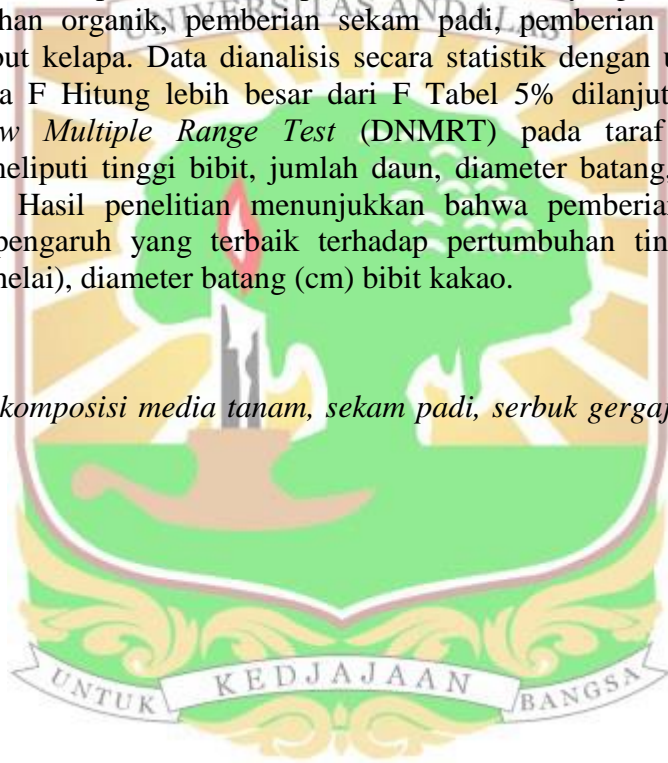 UNIVERSITAS ANDALAS
han organik, pemberian sekam padi, pemberian
but kelapa. Data dianalisis secara statistik dengan
a F Hitung lebih besar dari F Tabel 5% dilanjut
w Multiple Range Test (DNMRT) pada taraf
meliputi tinggi bibit, jumlah daun, diameter batang,
Hasil penelitian menunjukkan bahwa pemberian
pengaruh yang terbaik terhadap pertumbuhan tin
helai), diameter batang (cm) bibit kakao.
komposisi media tanam, sekam padi, serbuk gergaj
UNTUK KEDJAJAAN BANGSA